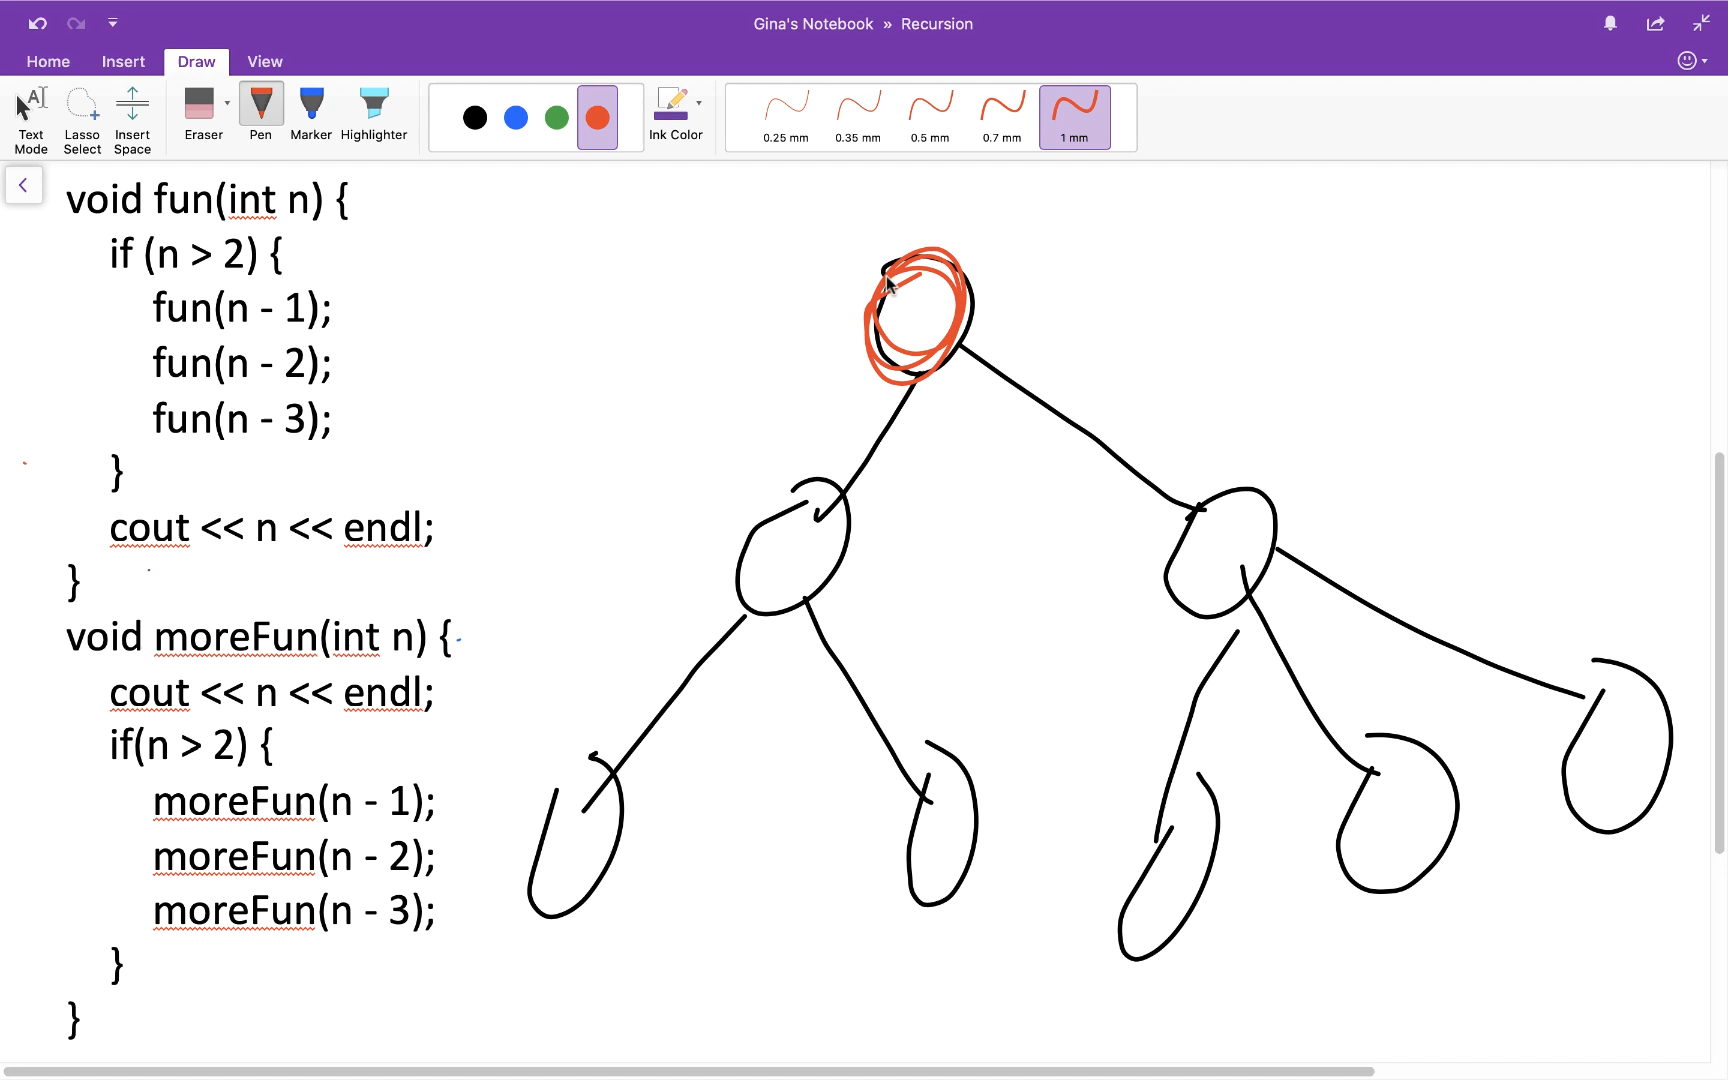 Gina's Notebook » Recursion
Home Insert Draw View
Text Mode
Lasso Select
Insert Space
Eraser
Pen
Marker
Highlighter
Ink Color
0.25 mm
0.35 mm
0.5 mm
0.7 mm
1 mm
void fun(int n) {
if (n > 2) {
fun(n - 1);
fun(n - 2);
fun(n - 3);
}
cout << n << endl;
}
void moreFun(int n) {
cout << n << endl;
if(n > 2) {
moreFun(n - 1);
moreFun(n - 2);
moreFun(n - 3);
}
}